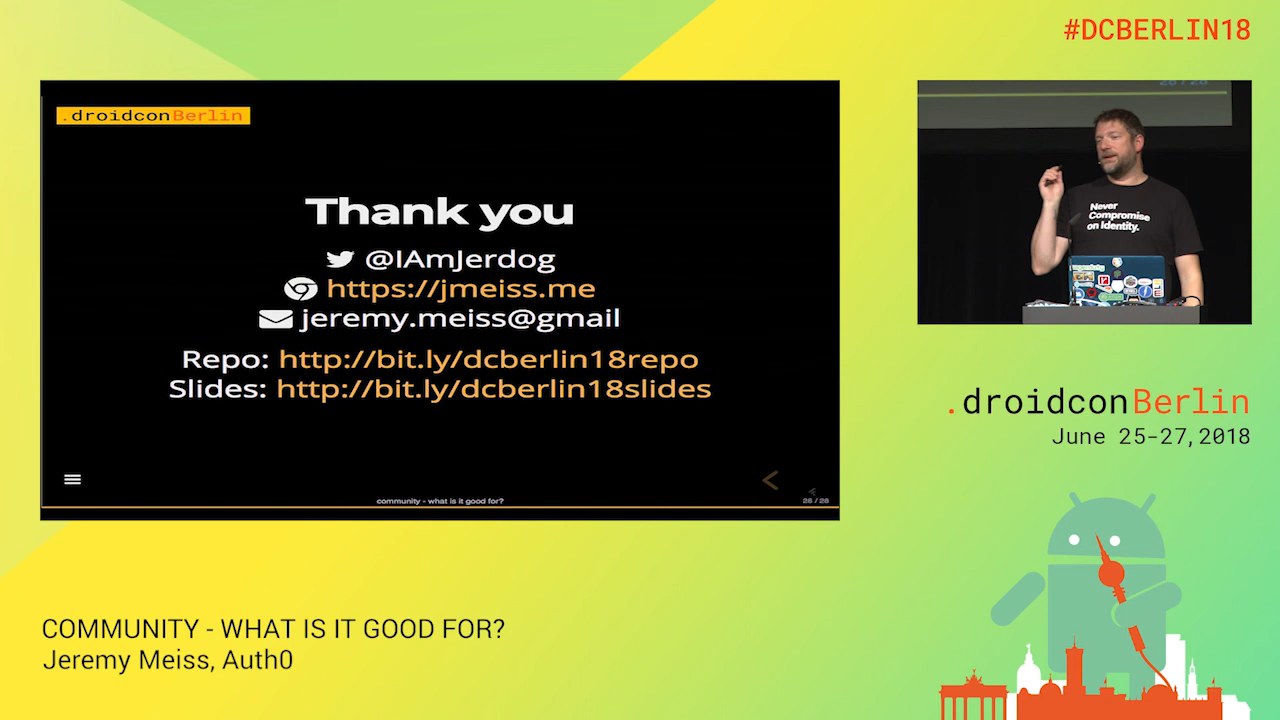 #DCBERLIN18
.droidconBerlin
Thank you
@IAmJerdog
https://jmeiss.me
jeremy.meiss@gmail
Repo: http://bit.ly/dcberlin18repo
Slides: http://bit.ly/dcberlin18slides
community - what is it good for?
28 / 28
28 / 28
Never
Compromise
on Identity.
.droidconBerlin
June 25-27,2018
COMMUNITY - WHAT IS IT GOOD FOR?
Jeremy Meiss, Auth0